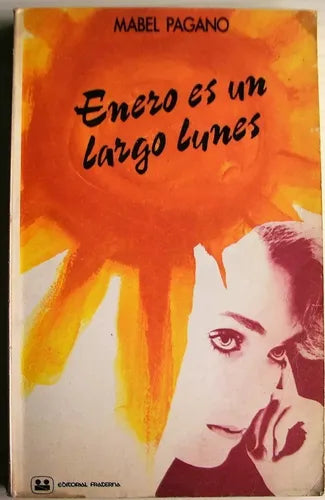 MABEL PAGANO
Enero es un
largo lunes
EDITORIAL FRATERNA